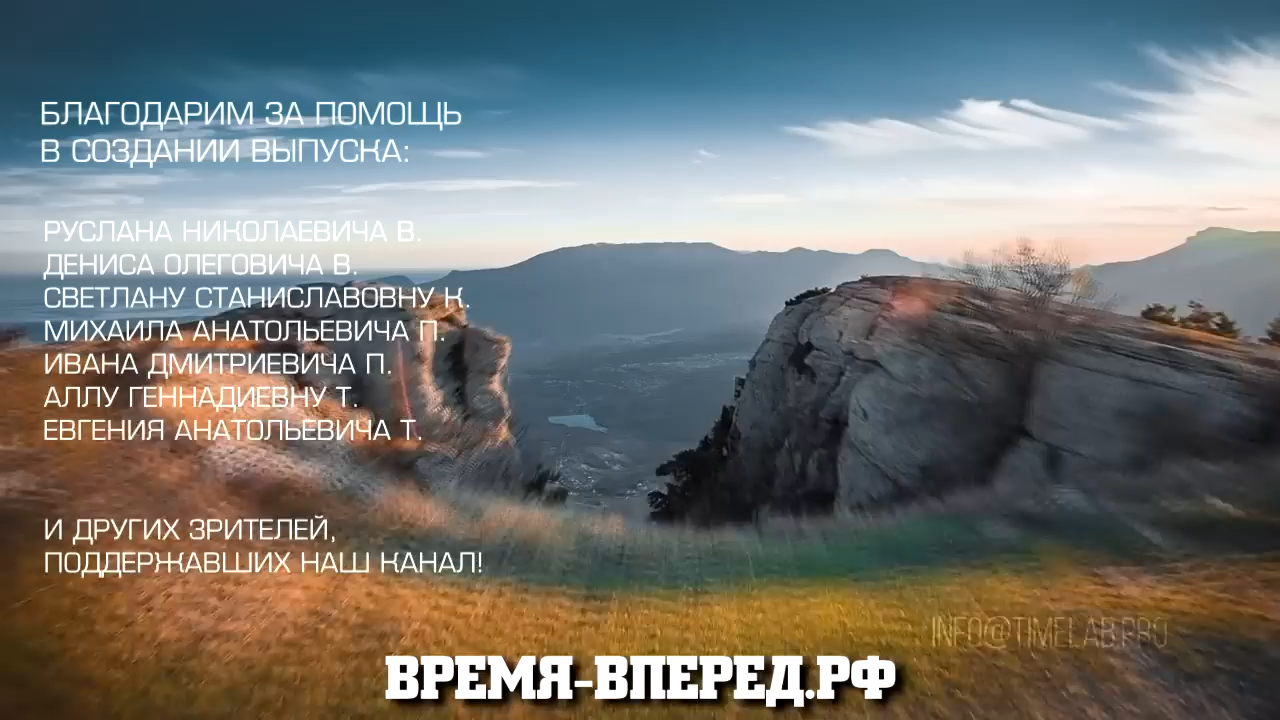 БЛАГОДАРИМ ЗА ПОМОЩЬ
В СОЗДАНИИ ВЫПУСКА:
РУСЛАНА НИКОЛАЕВИЧА В.
ДЕНИСА ОЛЕГОВИЧА В.
СВЕТЛАНУ СТАНИСЛАВОВНУ К.
МИХАИЛА АНАТОЛЬЕВИЧА П.
ИВАНА ДМИТРИЕВИЧА П.
АЛЛУ ГЕННАДИЕВНУ Т.
ЕВГЕНИЯ АНАТОЛЬЕВИЧА Т.
И ДРУГИХ ЗРИТЕЛЕЙ,
ПОДДЕРЖАВШИХ НАШ КАНАЛ!
INFO@TIMELAB.PRO
ВРЕМЯ-ВПЕРЕД.РФ